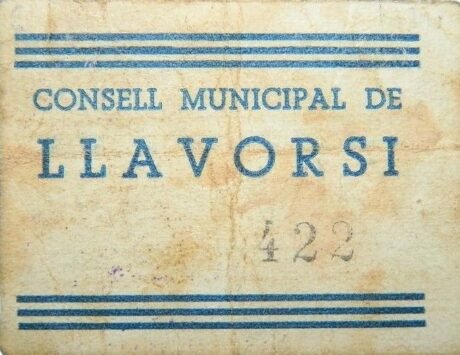 CONSELL MUNICIPAL DE
LLAVORSI
422